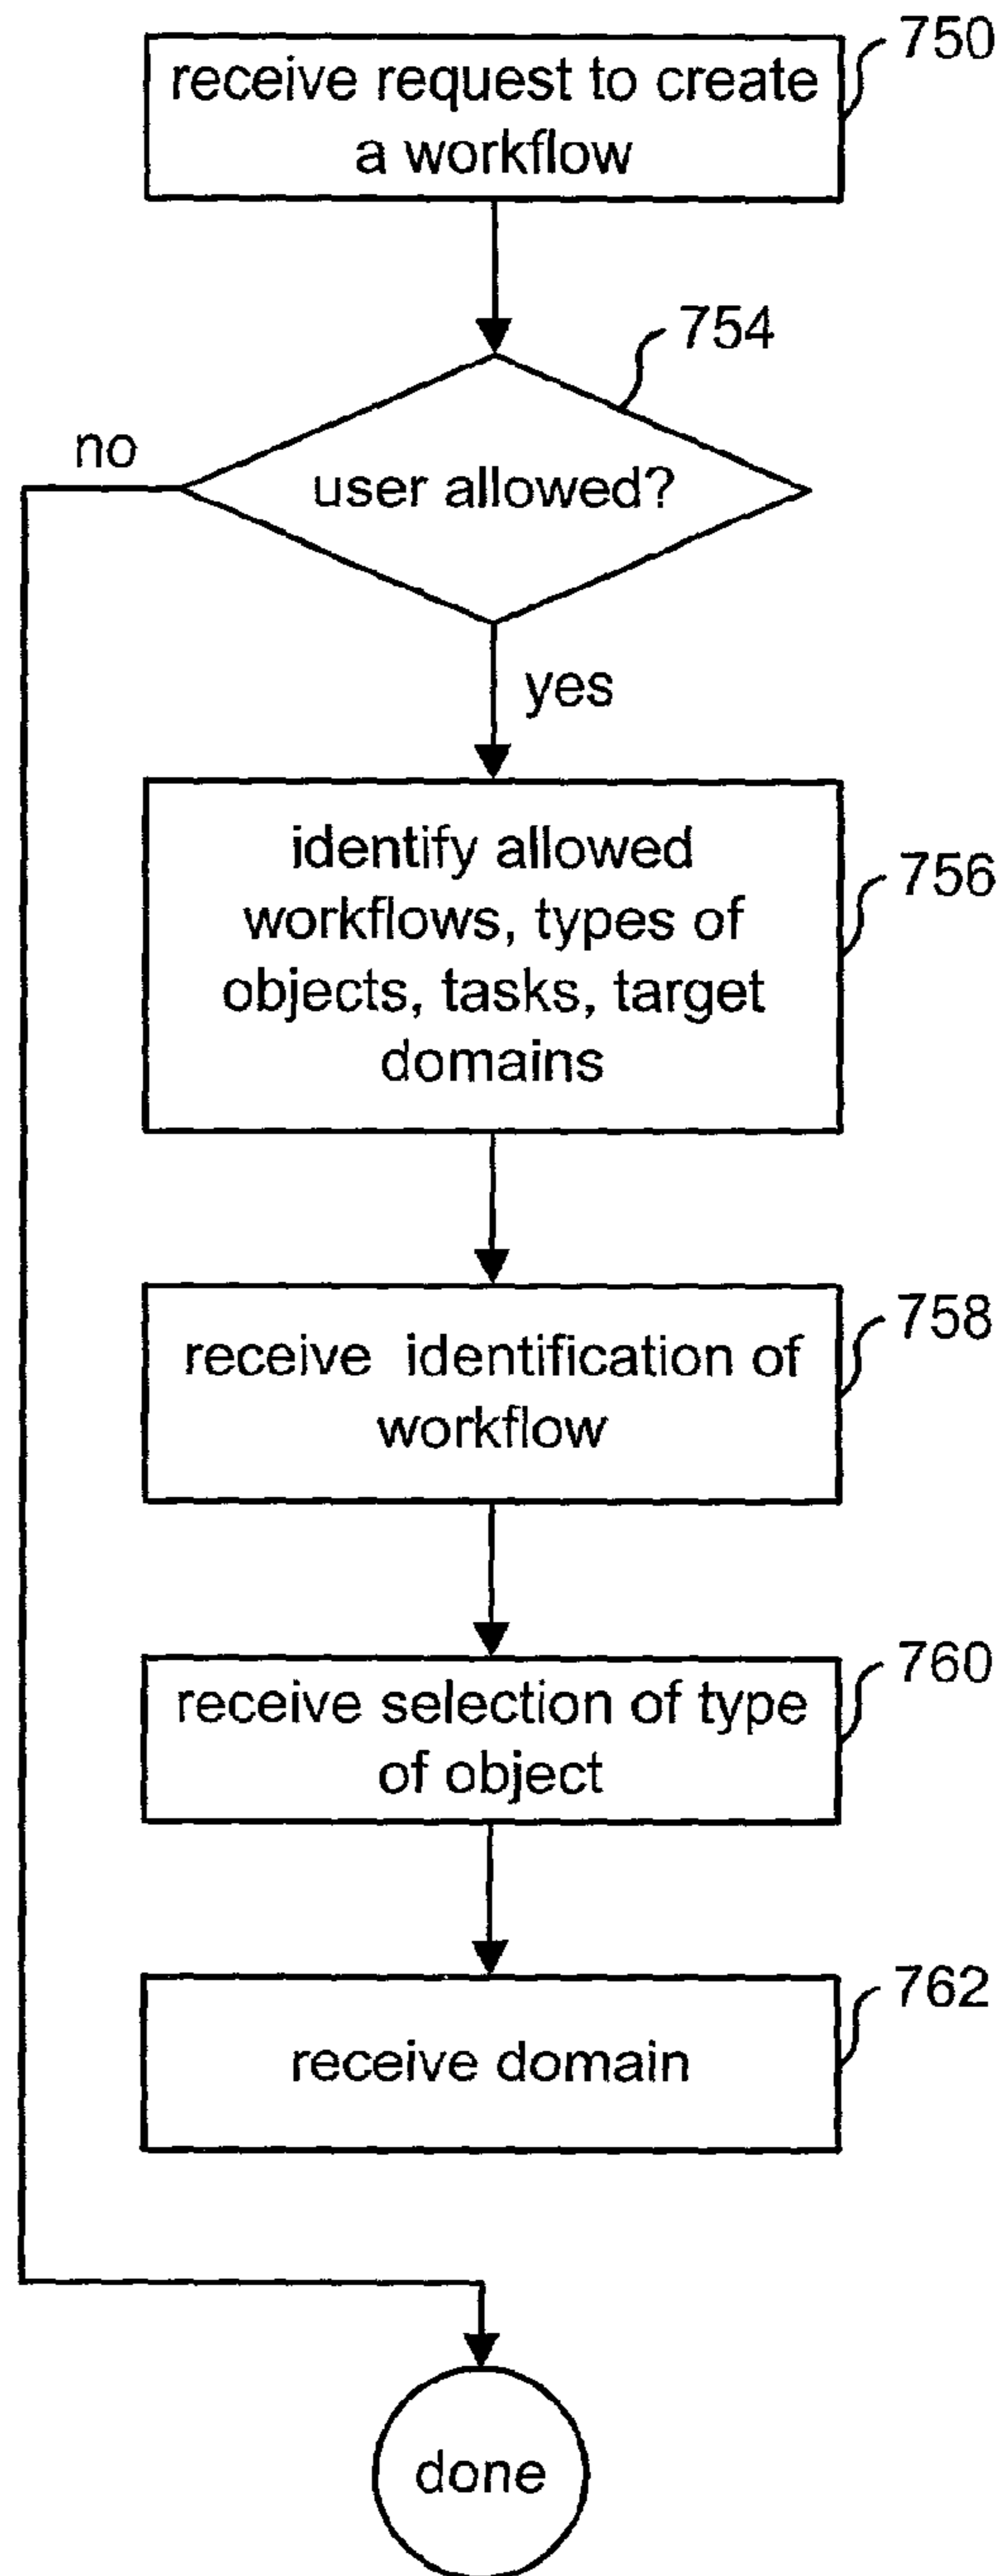 750
receive request to create
a workflow
754
no
user allowed?
yes
identify allowed
workflows, types of
objects, tasks, target
domains
756
receive identification of
workflow
758
receive selection of type
of object
760
receive domain
762
done